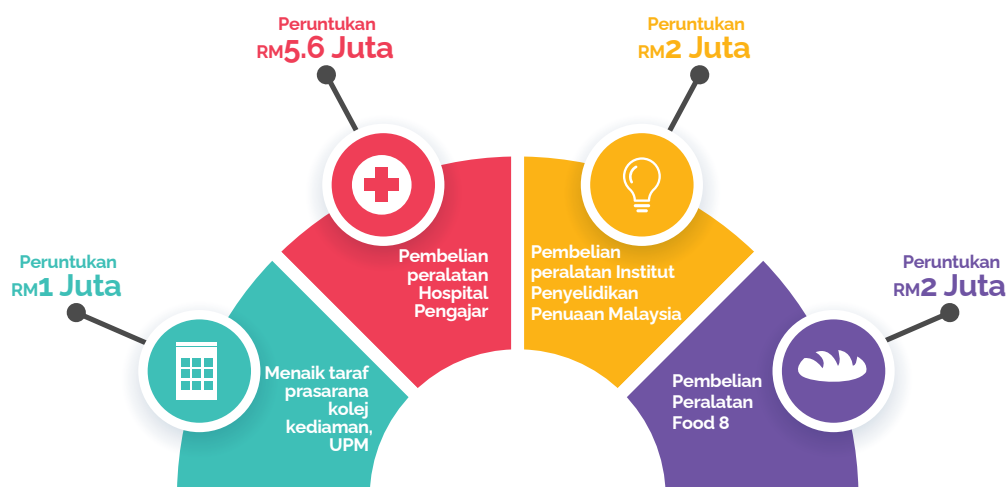 Peruntukan
RM5.6 Juta
Peruntukan
RM2 Juta
Peruntukan
RM1 Juta
Peruntukan
RM2 Juta
Menaik taraf
prasarana
kolej
kediaman,
UPM
Pembelian
peralatan
Hospital
Pengajar
Pembelian
peralatan Institut
Penyelidikan
Penuaan Malaysia
Pembelian
Peralatan
Food 8